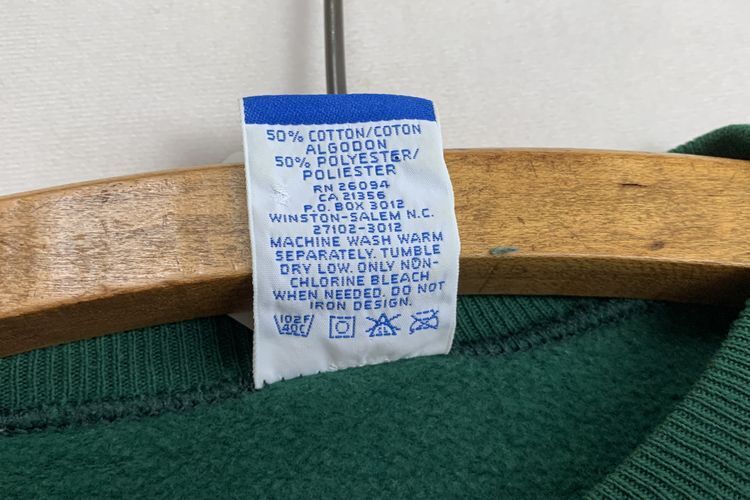 50% COTTON/COTON
ALGODON
50% POLYESTER/
POLIESTER
RN 26094
CA 21356
P.O. BOX 3012
WINSTON-SALEM N.C.
27102-3012
MACHINE WASH WARM
SEPARATELY. TUMBLE
DRY LOW. ONLY NON-
CHLORINE BLEACH
WHEN NEEDED. DO NOT
IRON DESIGN.
102F
40C